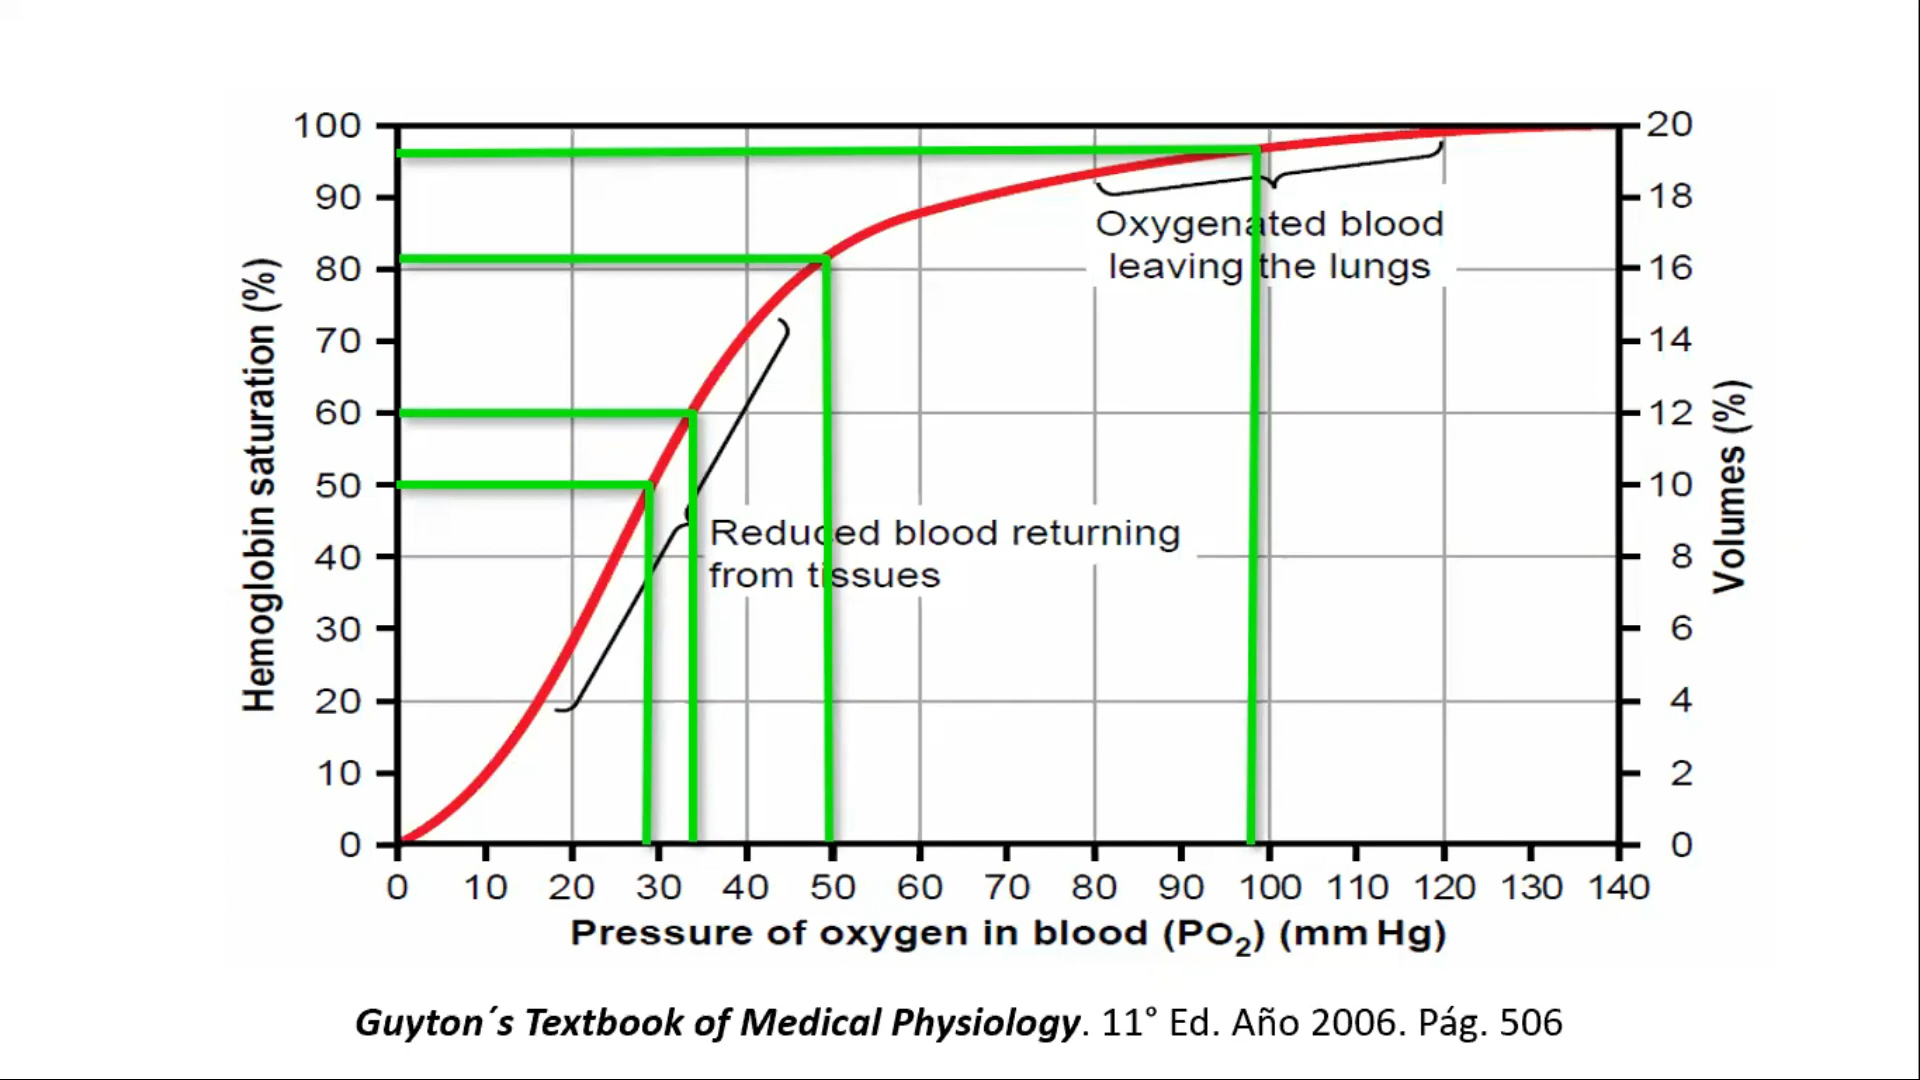 100
90
80
70
60
50
40
30
20
10
0
Hemoglobin saturation (%)
20
18
16
14
12
10
8
6
4
2
0
Volumes (%)
Oxygenated blood
leaving the lungs
Reduced blood returning
from tissues
0 10 20 30 40 50 60 70 80 90 100 110 120 130 140
Pressure of oxygen in blood (PO₂) (mm Hg)
Guyton´s Textbook of Medical Physiology. 11° Ed. Año 2006. Pág. 506